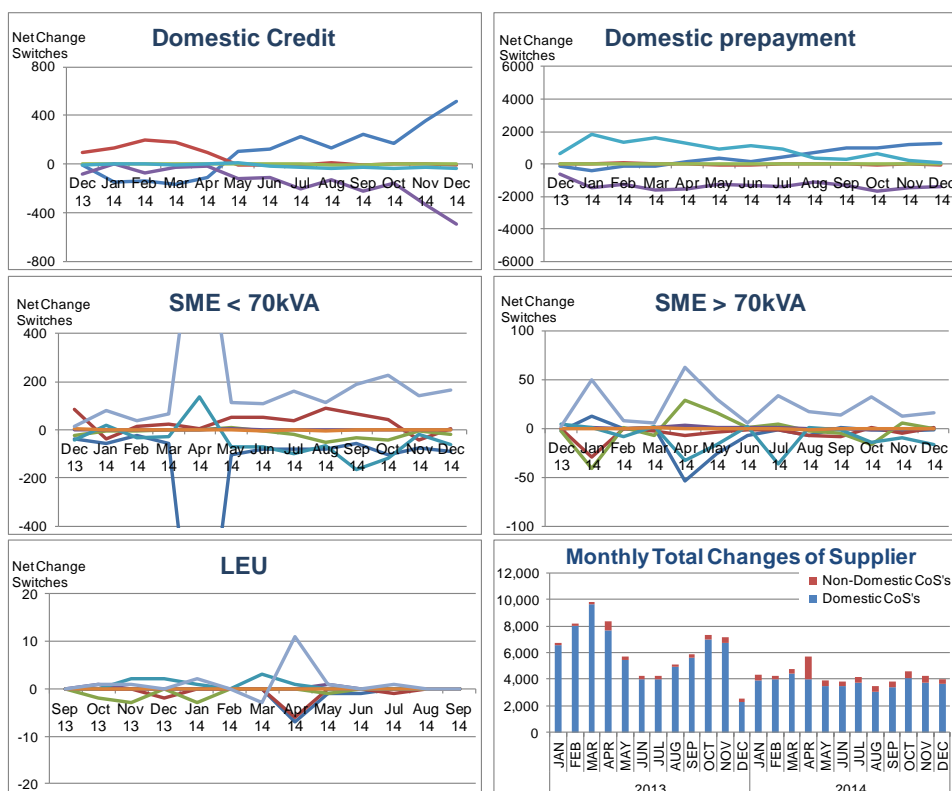 Domestic Credit
Net Change
Switches
800
400
0
-400
-800
Dec Jan Feb Mar Apr May Jun Jul Aug Sep Oct Nov Dec
13 14 14 14 14 14 14 14 14 14 14 14 14
Domestic prepayment
Net Change
Switches
6000
4000
2000
0
-2000
-4000
-6000
Dec Jan Feb Mar Apr May Jun Jul Aug Sep Oct Nov Dec
13 14 14 14 14 14 14 14 14 14 14 14 14
SME < 70kVA
Net Change
Switches
400
200
0
-200
-400
Dec Jan Feb Mar Apr May Jun Jul Aug Sep Oct Nov Dec
13 14 14 14 14 14 14 14 14 14 14 14 14
SME > 70kVA
Net Change
Switches
100
50
0
-50
-100
Dec Jan Feb Mar Apr May Jun Jul Aug Sep Oct Nov Dec
13 14 14 14 14 14 14 14 14 14 14 14 14
LEU
Net Change
Switches
20
10
0
-10
-20
Sep Oct Nov Dec Jan Feb Mar Apr May Jun Jul Aug Sep
13 13 13 13 14 14 14 14 14 14 14 14 14
Monthly Total Changes of Supplier
Non-Domestic CoS's
Domestic CoS's
12,000
10,000
8,000
6,000
4,000
2,000
0
JAN FEB MAR APR MAY JUN JUL AUG SEP OCT NOV DEC JAN FEB MAR APR MAY JUN JUL AUG SEP OCT NOV DEC
2013 2014